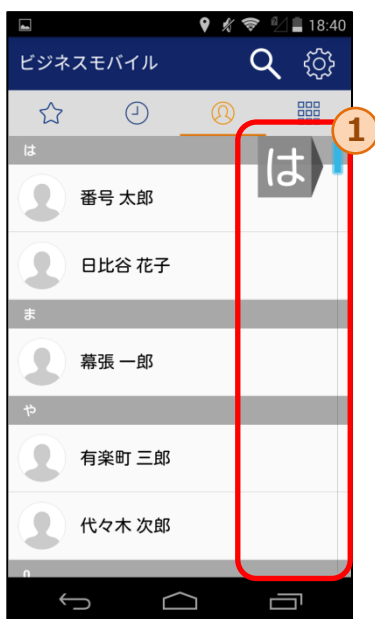 18:40
ビジネスモバイル
1
は
は
番号 太郎
日比谷 花子
ま
幕張 一郎
や
有楽町 三郎
代々木 次郎